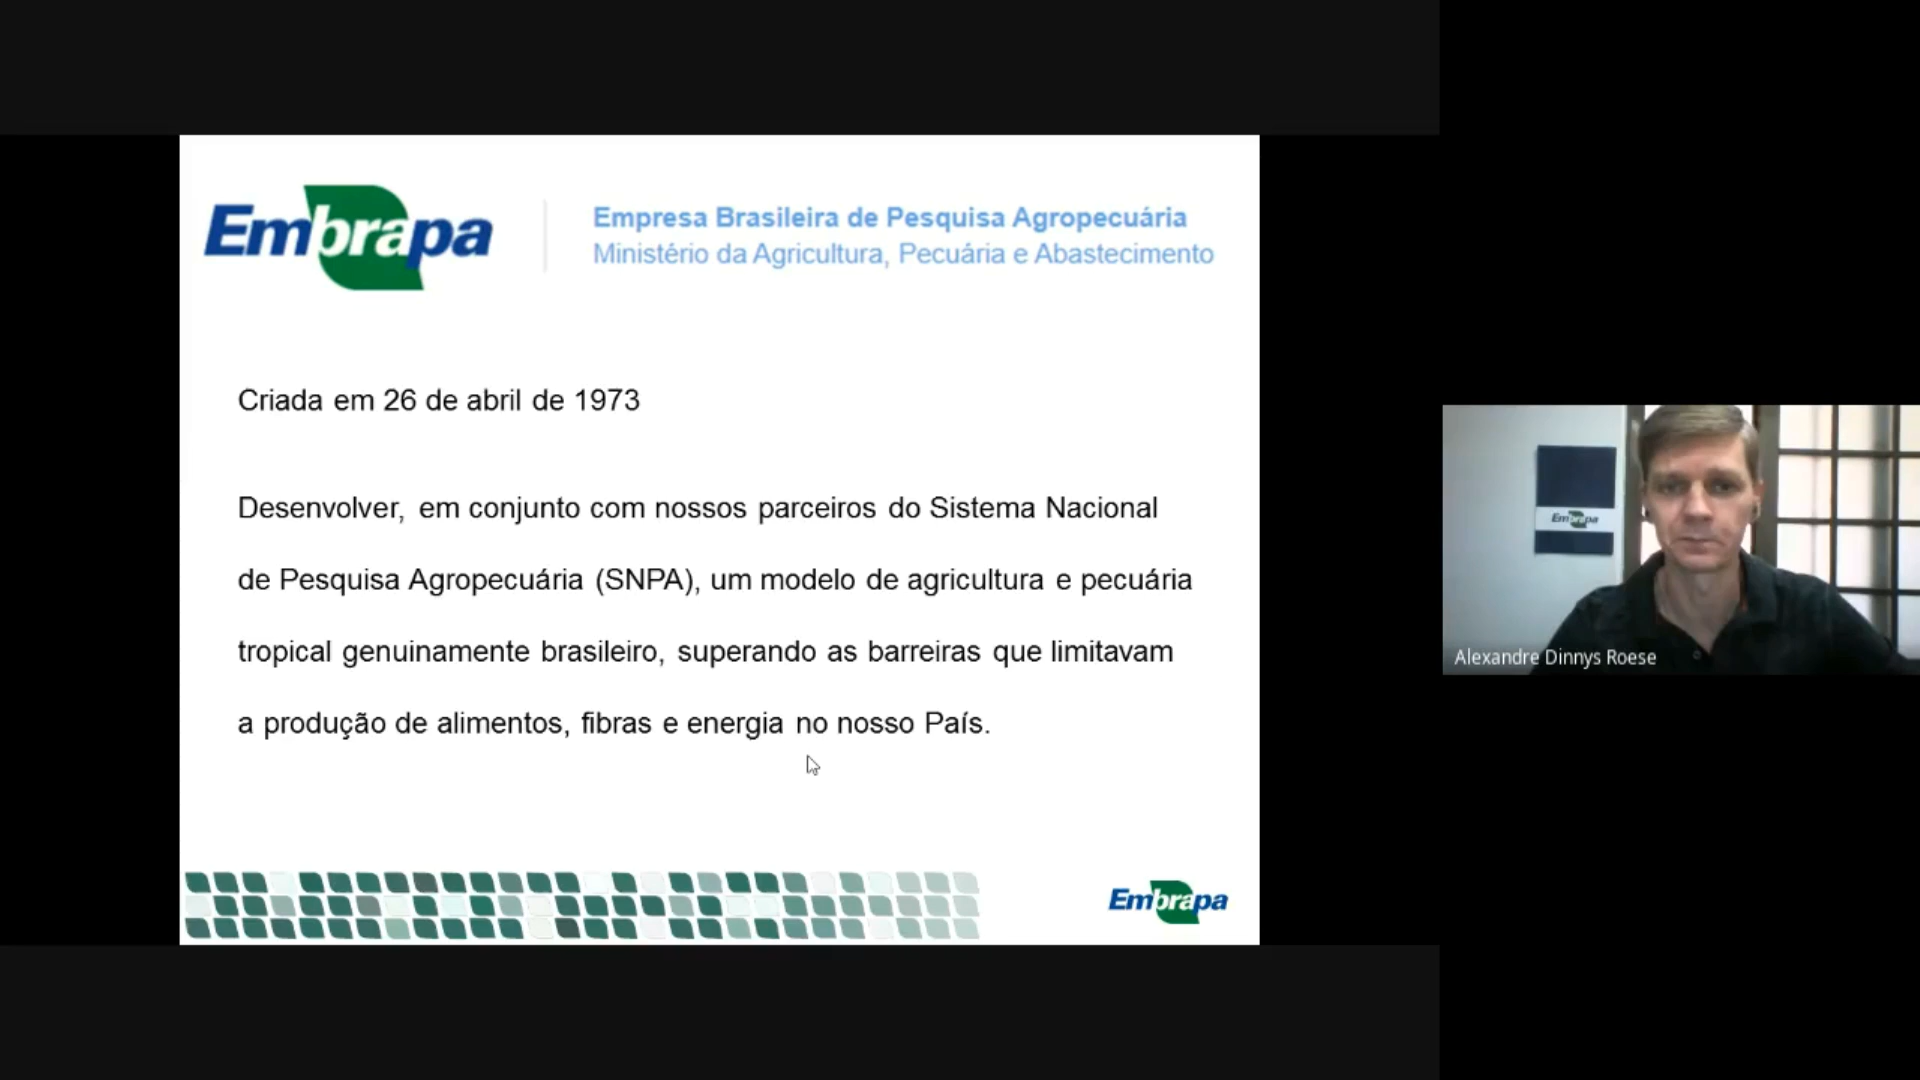 Embrapa
Empresa Brasileira de Pesquisa Agropecuária
Ministério da Agricultura, Pecuária e Abastecimento
Criada em 26 de abril de 1973
Desenvolver, em conjunto com nossos parceiros do Sistema Nacional
de Pesquisa Agropecuária (SNPA), um modelo de agricultura e pecuária
tropical genuinamente brasileiro, superando as barreiras que limitavam
a produção de alimentos, fibras e energia no nosso País.
Embrapa
Embrapa
Alexandre Dinnys Roese